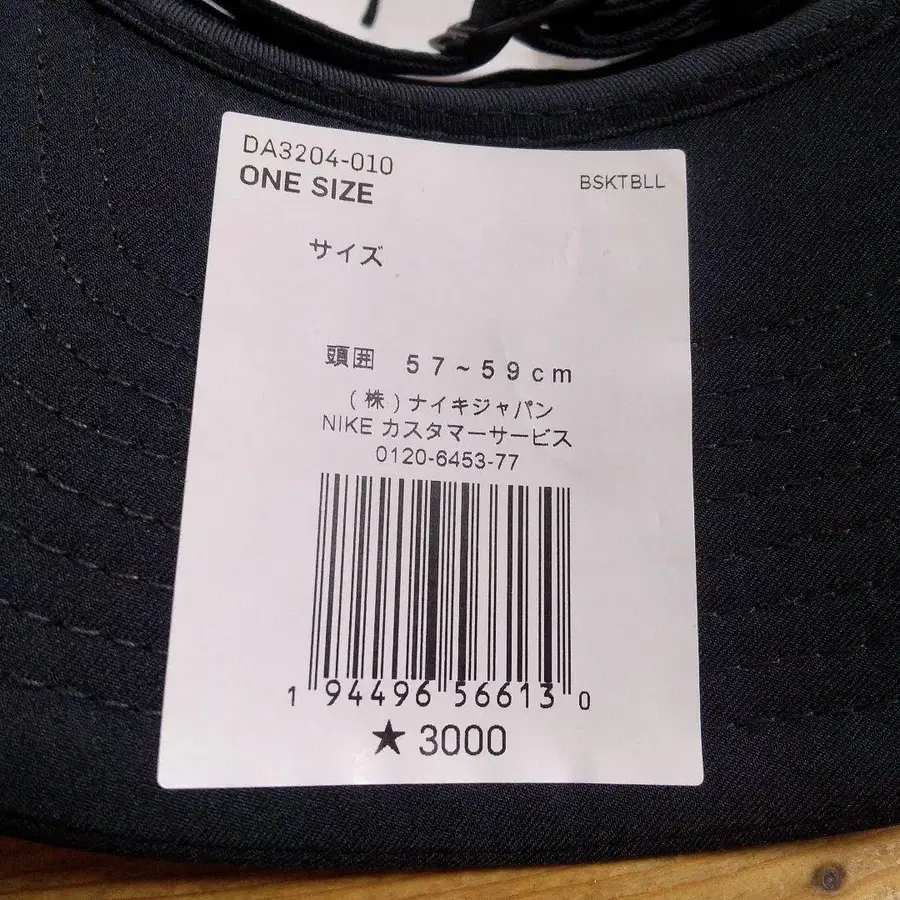 DA3204-010
ONE SIZE
BSKTBLL
サイズ
頭囲 57~59cm
(株)ナイキジャパン
NIKE カスタマーサービス
0120-6453-77
1 94496 56613 0
★ 3000